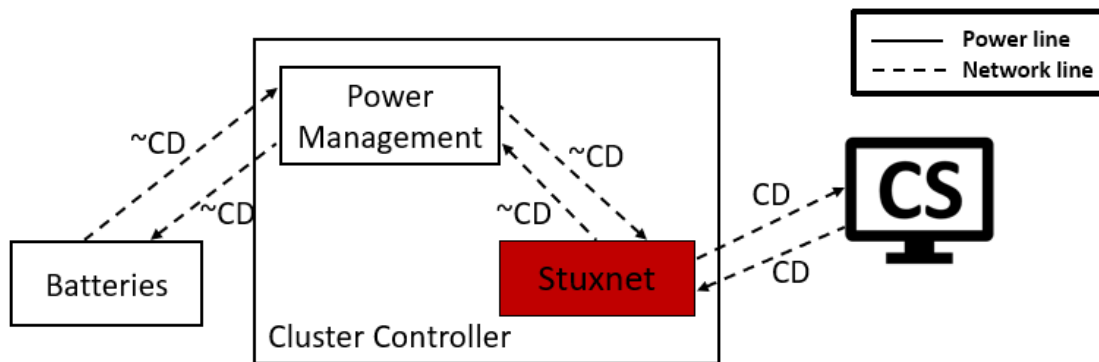 Power line
Network line
Power
Management
~CD
~CD
~CD
~CD
CD
CS
CD
Batteries
Stuxnet
Cluster Controller